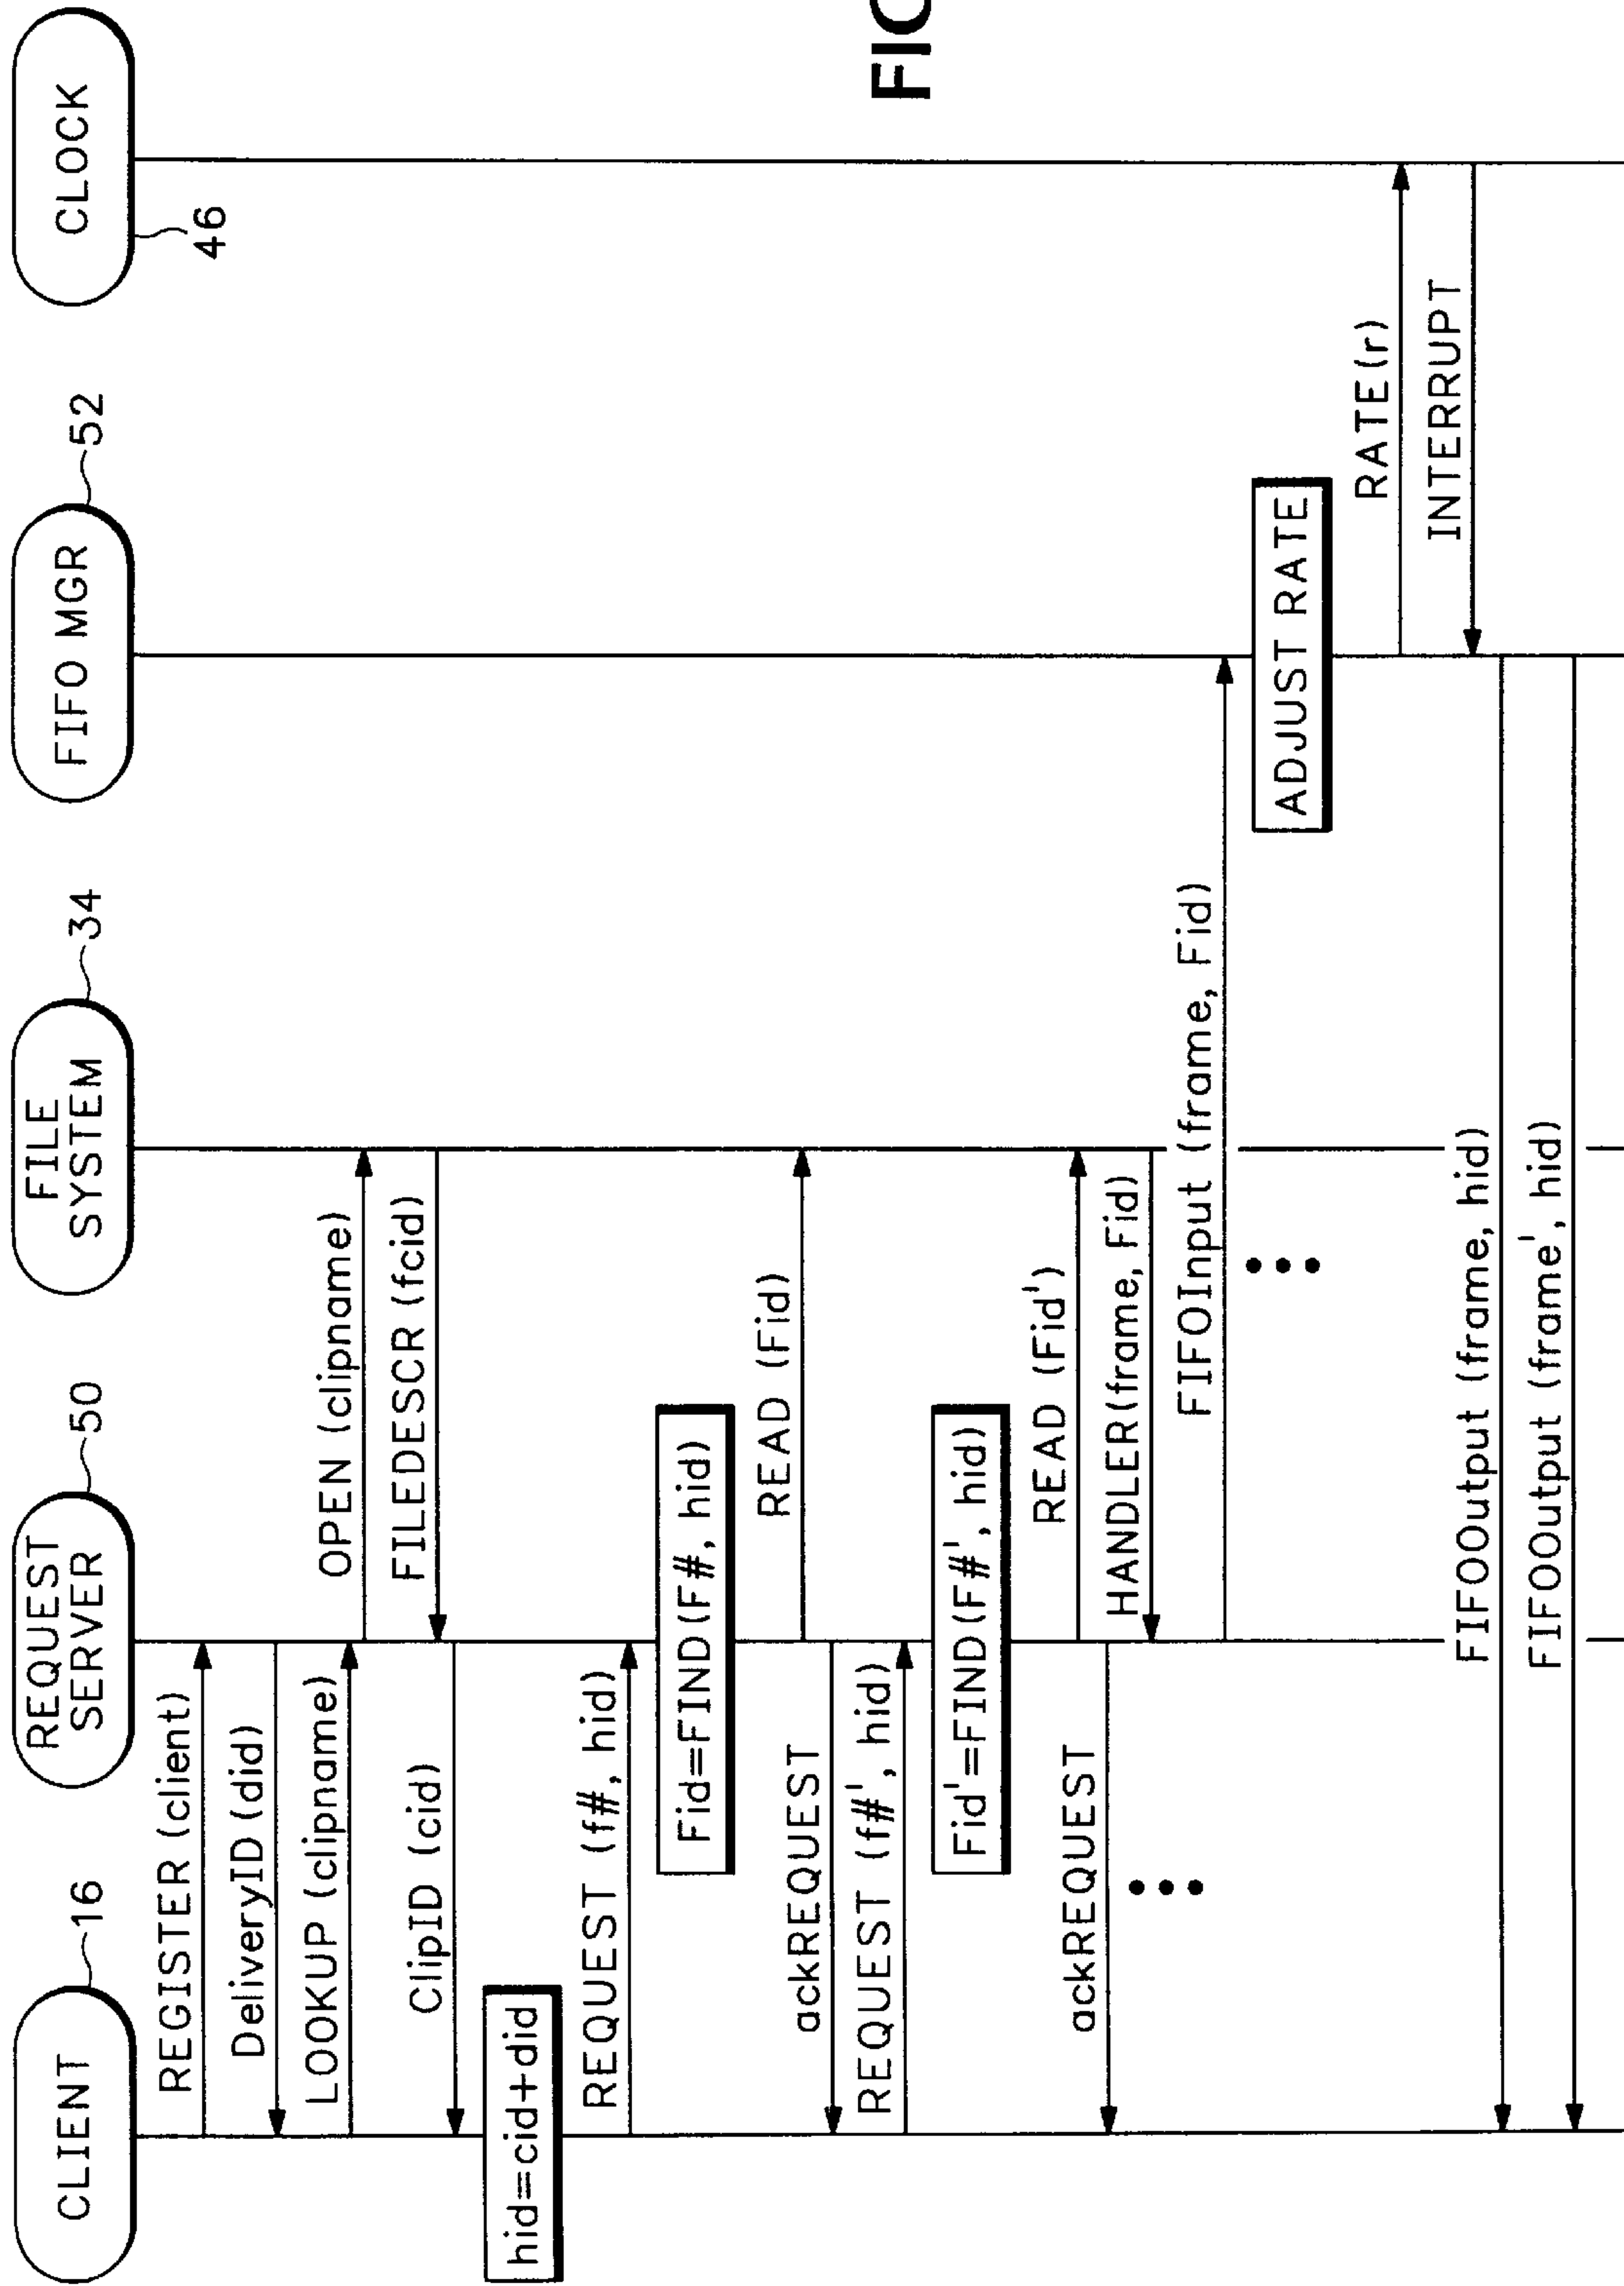 CLIENT
16
REQUEST
SERVER
50
FILE
SYSTEM
34
FIFO MGR
52
CLOCK
46
REGISTER (client)
DeliveryID (did)
LOOKUP (clipname)
OPEN (clipname)
FILEDESCR (fcid)
ClipID (cid)
hid=cid+did
REQUEST (f#, hid)
Fid=FIND(F#, hid)
READ (Fid)
ackREQUEST
REQUEST (f#', hid)
Fid'=FIND(F#', hid)
READ (Fid')
ackREQUEST
HANDLER(frame, Fid)
FIFOInput (frame, Fid)
ADJUST RATE
RATE(r)
INTERRUPT
FIFOOutput (frame, hid)
FIFOOutput (frame', hid)